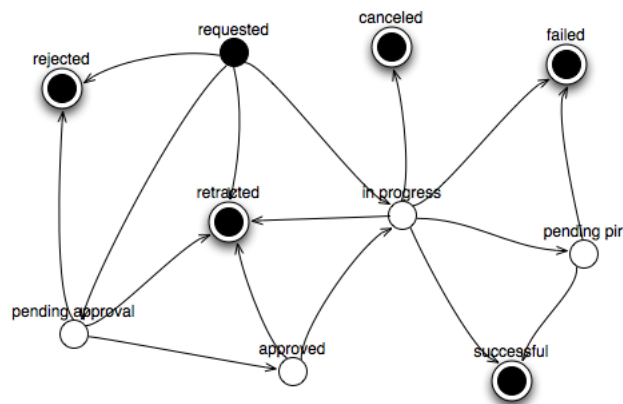 requested
canceled
failed
rejected
retracted
in progress
pending pir
pending approval
approved
successful